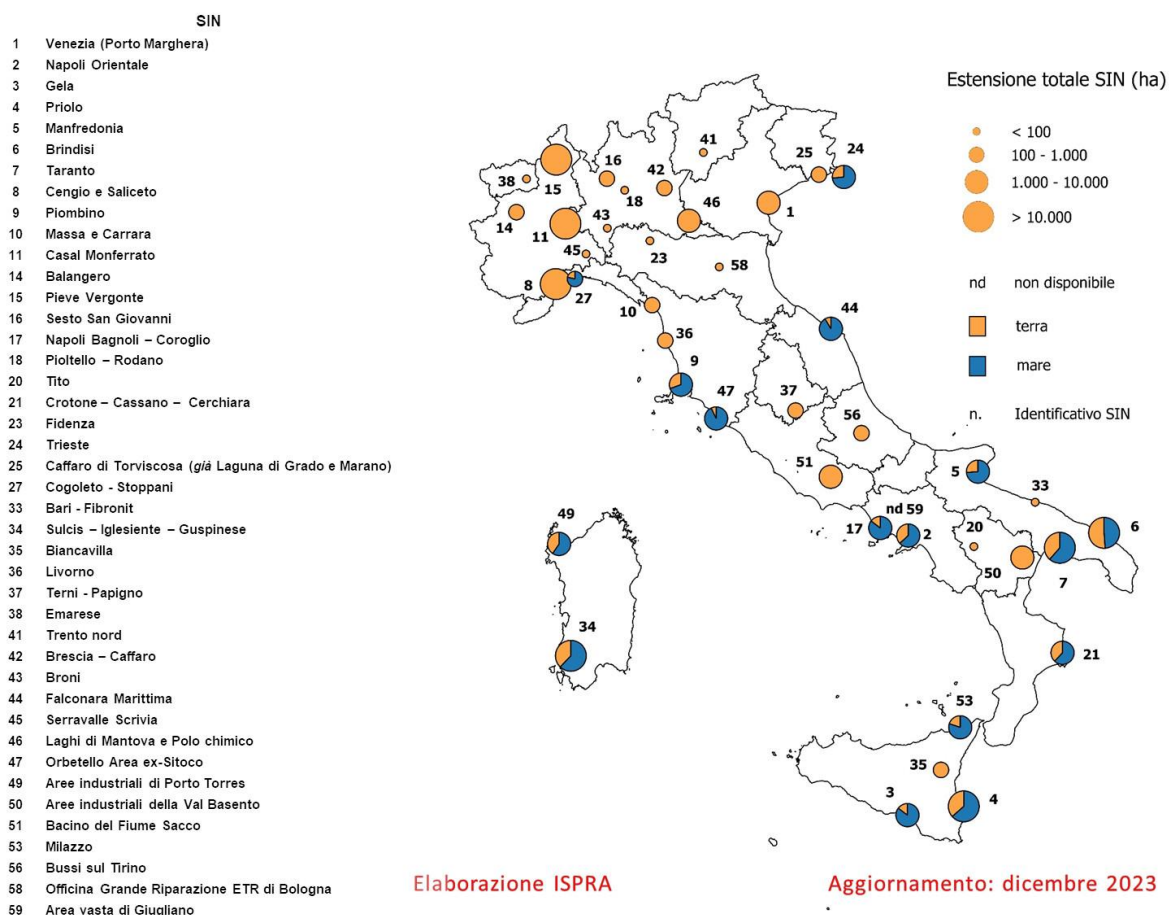 SIN
1 Venezia (Porto Marghera)
2 Napoli Orientale
3 Gela
4 Priolo
5 Manfredonia
6 Brindisi
7 Taranto
8 Cengio e Saliceto
9 Piombino
10 Massa e Carrara
11 Casal Monferrato
14 Balangero
15 Pieve Vergonte
16 Sesto San Giovanni
17 Napoli Bagnoli – Coroglio
18 Pioltello – Rodano
20 Tito
21 Crotone – Cassano – Cerchiara
23 Fidenza
24 Trieste
25 Caffaro di Torviscosa (già Laguna di Grado e Marano)
27 Cogoleto - Stoppani
33 Bari - Fibronit
34 Sulcis – Iglesiente – Guspinese
35 Biancavilla
36 Livorno
37 Terni - Papigno
38 Emarese
41 Trento nord
42 Brescia – Caffaro
43 Broni
44 Falconara Marittima
45 Serravalle Scrivia
46 Laghi di Mantova e Polo chimico
47 Orbetello Area ex-Sitoco
49 Aree industriali di Porto Torres
50 Aree industriali della Val Basento
51 Bacino del Fiume Sacco
53 Milazzo
56 Bussi sul Tirino
58 Officina Grande Riparazione ETR di Bologna
59 Area vasta di Giugliano
41
25
24
16
42
38
15
18
46
1
14
11
43
45
23
58
8
27
10
44
36
9
47
37
56
51
5
33
nd 59
17
2
20
50
6
7
49
34
21
53
35
3
4
Estensione totale SIN (ha)
< 100
100 - 1.000
1.000 - 10.000
> 10.000
nd non disponibile
terra
mare
n. Identificativo SIN
Elaborazione ISPRA
Aggiornamento: dicembre 2023